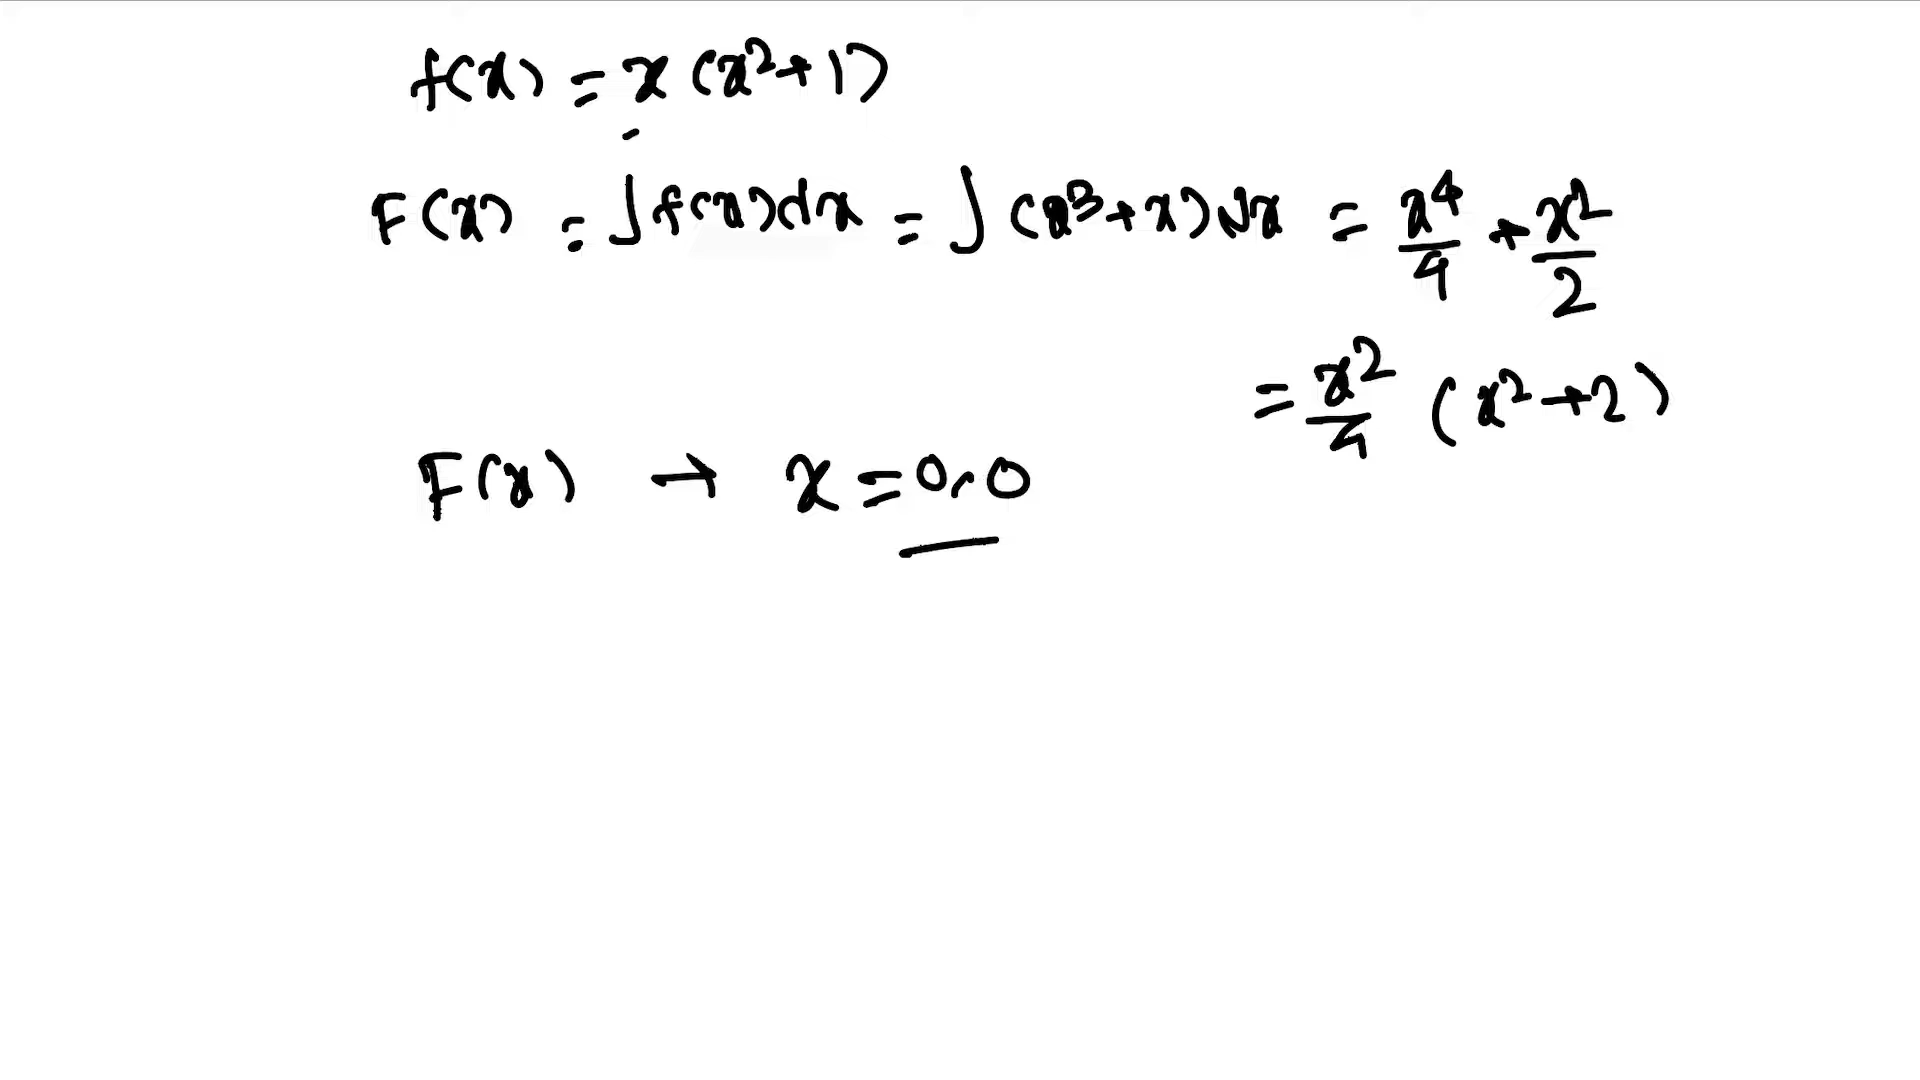 f(x) = x (x²+1)
F(x) = ∫f(x)dx = ∫(x³+x)dx = x⁴/4 + x²/2
= x²/4 (x²+2)
F(x) → x = 0,0